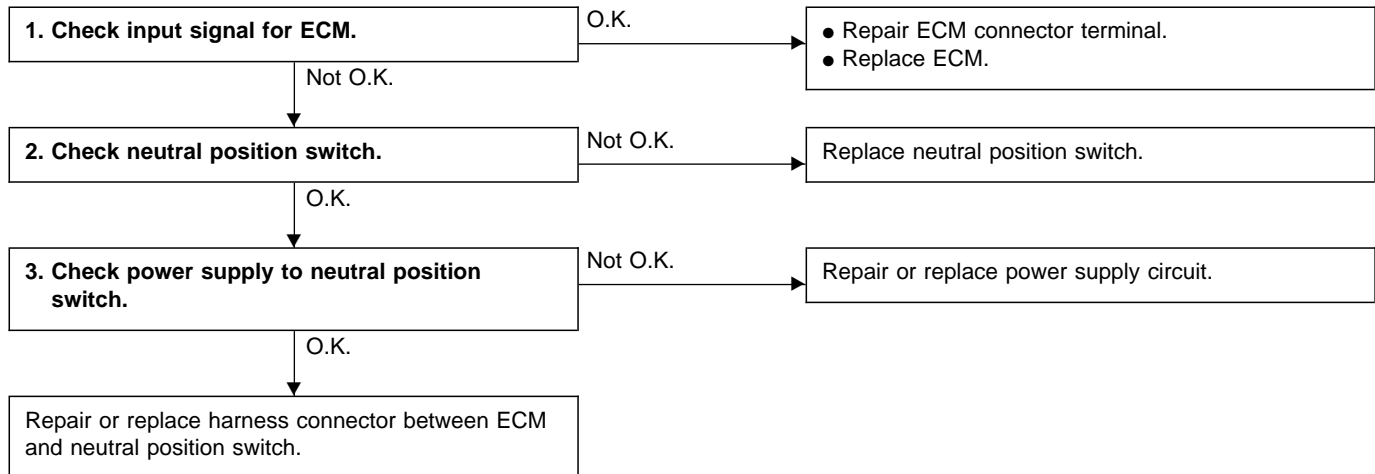 1. Check input signal for ECM.
O.K.
● Repair ECM connector terminal.
● Replace ECM.
Not O.K.
2. Check neutral position switch.
Not O.K.
Replace neutral position switch.
O.K.
3. Check power supply to neutral position
switch.
Not O.K.
Repair or replace power supply circuit.
O.K.
Repair or replace harness connector between ECM
and neutral position switch.